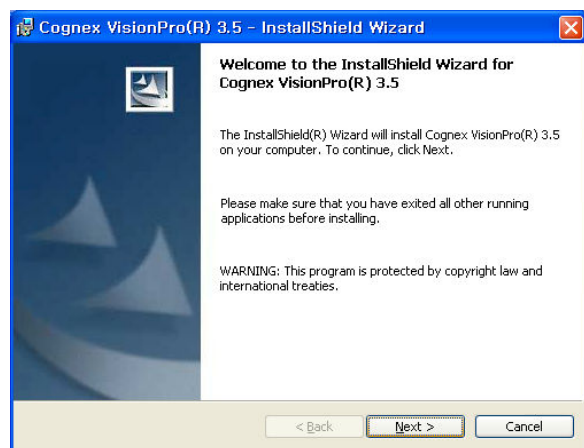 Cognex VisionPro(R) 3.5 - InstallShield Wizard
Welcome to the InstallShield Wizard for
Cognex VisionPro(R) 3.5
The InstallShield(R) Wizard will install Cognex VisionPro(R) 3.5
on your computer. To continue, click Next.
Please make sure that you have exited all other running
applications before installing.
WARNING: This program is protected by copyright law and
international treaties.
< Back
Next >
Cancel